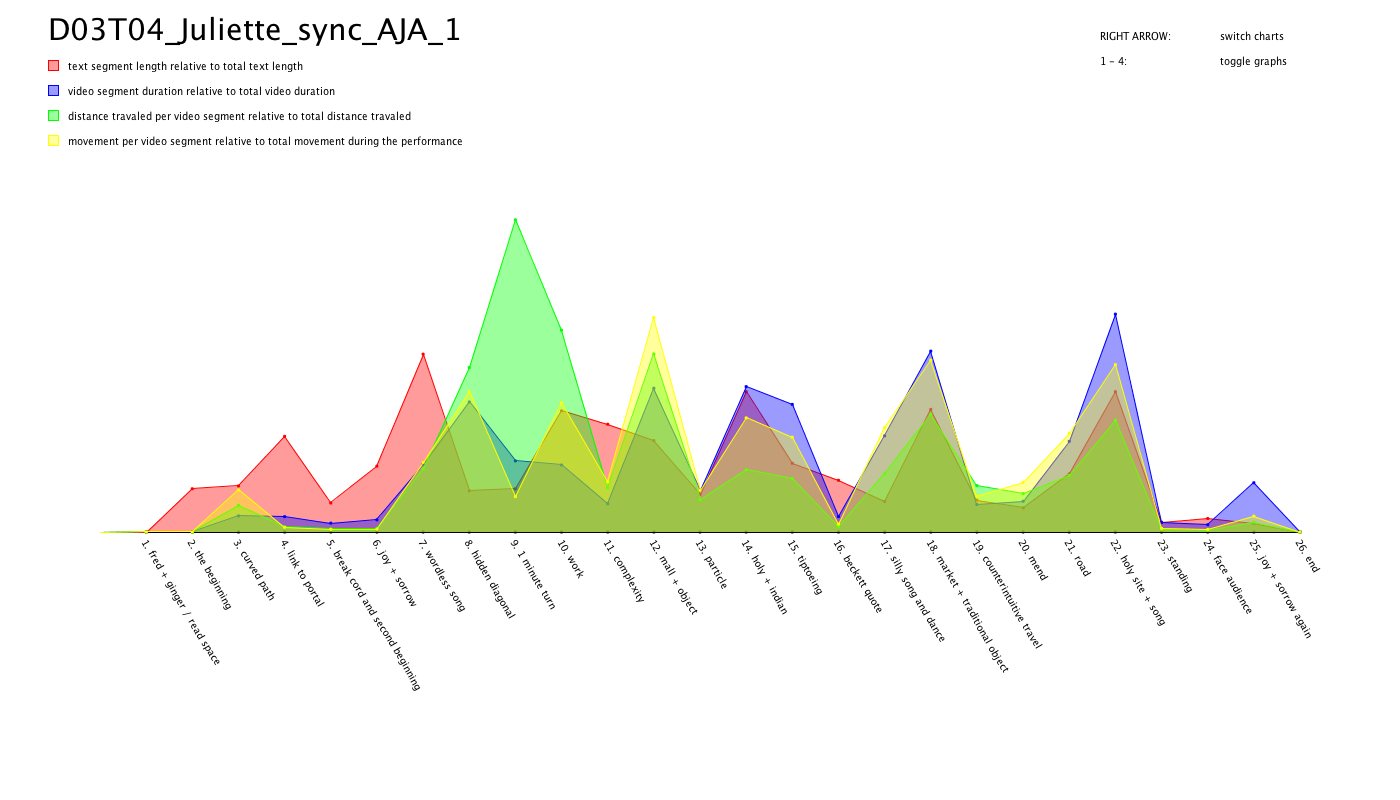 D03T04_Juliette_sync_AJA_1
RIGHT ARROW: switch charts
1 - 4: toggle graphs
text segment length relative to total text length
video segment duration relative to total video duration
distance travaled per video segment relative to total distance travaled
movement per video segment relative to total movement during the performance
1. fred + ginger / read space
2. the beginning
3. curved path
4. link to portal
5. break cord and second beginning
6. joy + sorrow
7. wordless song
8. hidden diagonal
9. 1 minute turn
10. work
11. complexity
12. mall + object
13. particle
14. holy + indian
15. tiptoeing
16. beckett quote
17. silly song and dance
18. market + traditional object
19. counterintuitive travel
20. mend
21. road
22. holy site + song
23. standing
24. face audience
25. joy + sorrow again
26. end